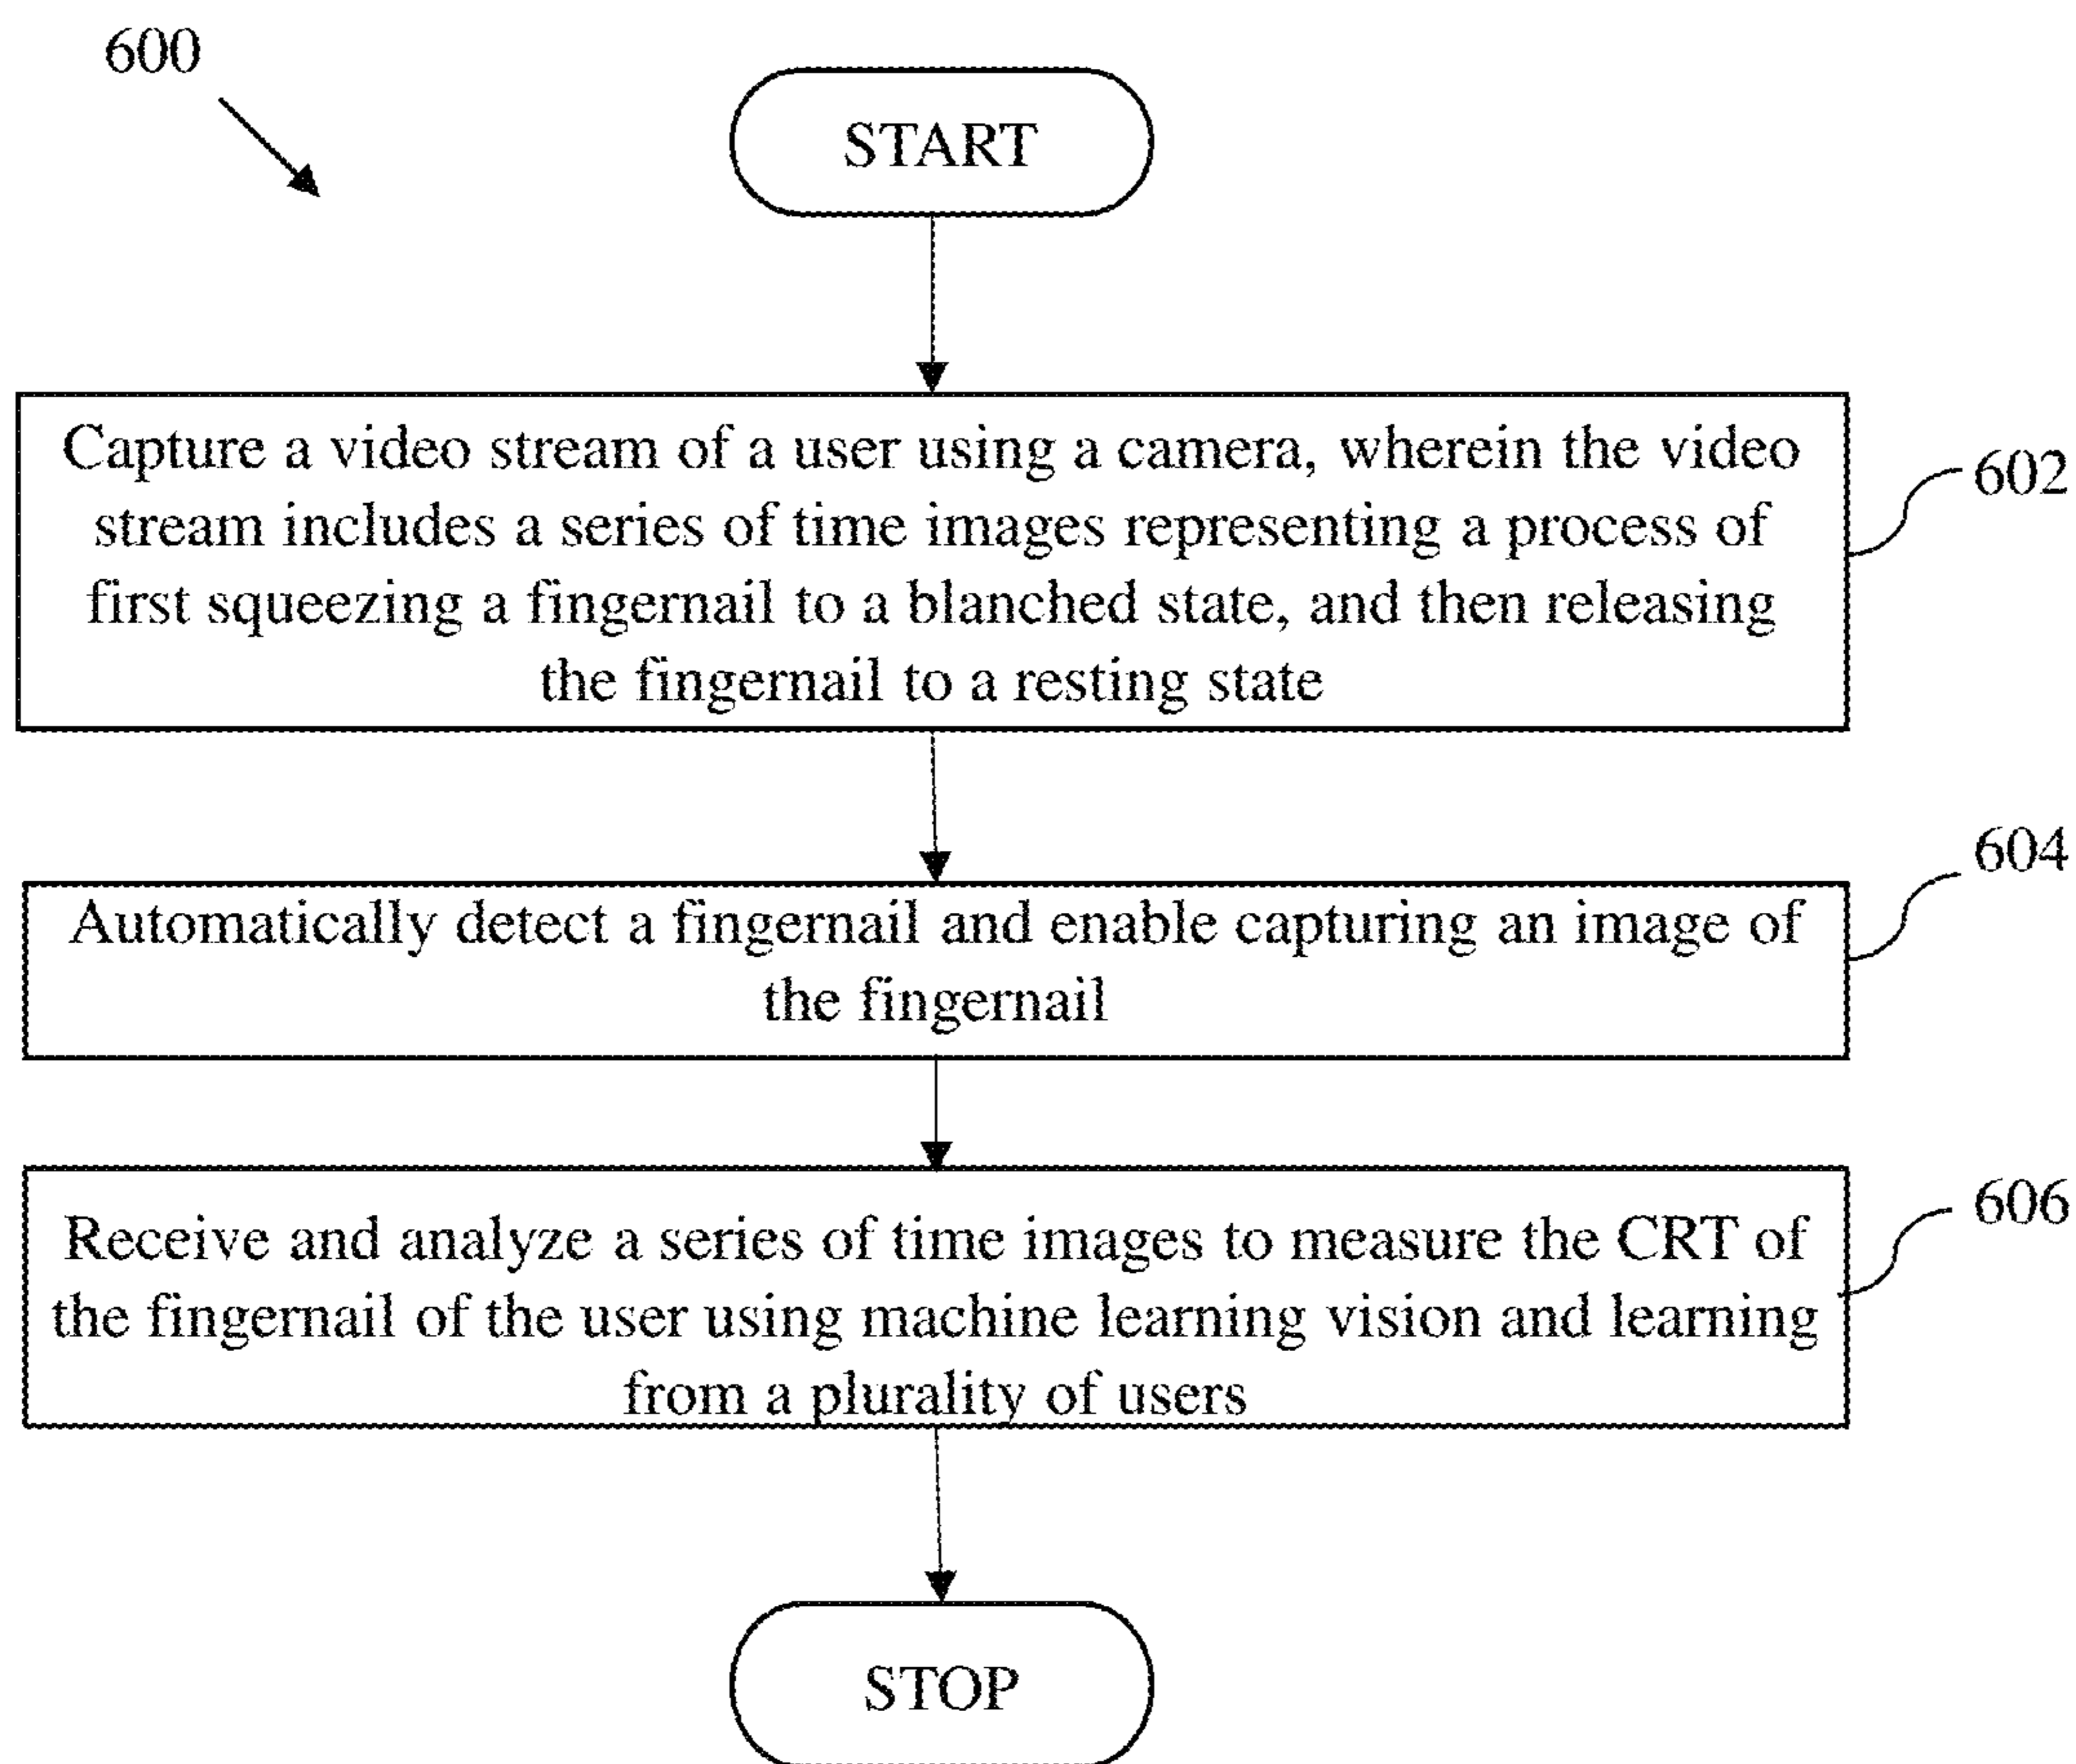 600
START
Capture a video stream of a user using a camera, wherein the video
stream includes a series of time images representing a process of
first squeezing a fingernail to a blanched state, and then releasing
the fingernail to a resting state
602
Automatically detect a fingernail and enable capturing an image of
the fingernail
604
Receive and analyze a series of time images to measure the CRT of
the fingernail of the user using machine learning vision and learning
from a plurality of users
606
STOP